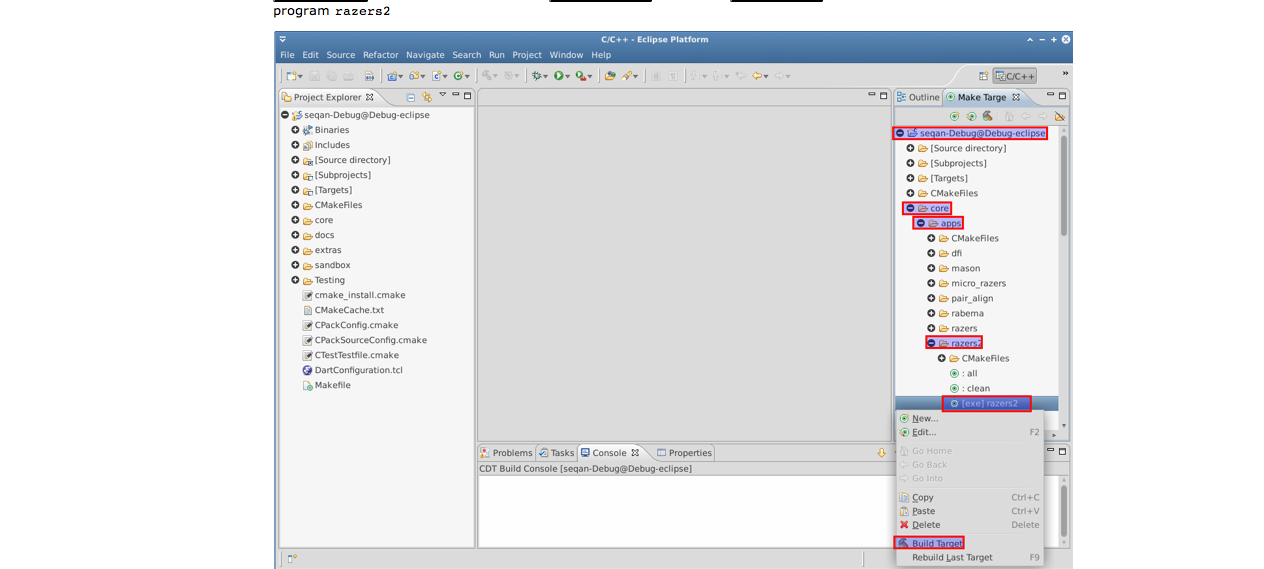 program razers2
C/C++ - Eclipse Platform
File Edit Source Refactor Navigate Search Run Project Window Help
C/C++
Project Explorer
seqan-Debug@Debug-eclipse
Binaries
Includes
[Source directory]
[Subprojects]
[Targets]
CMakeFiles
core
docs
extras
sandbox
Testing
cmake_install.cmake
CMakeCache.txt
CPackConfig.cmake
CPackSourceConfig.cmake
CTestTestfile.cmake
DartConfiguration.tcl
Makefile
Outline Make Targe
seqan-Debug@Debug-eclipse
[Source directory]
[Subprojects]
[Targets]
CMakeFiles
core
apps
CMakeFiles
dfi
mason
micro_razers
pair_align
rabema
razers
razers2
CMakeFiles
: all
: clean
[exe] razers2
New...
Edit... F2
Go Home
Go Back
Go Into
Copy Ctrl+C
Paste Ctrl+V
Delete Delete
Build Target
Rebuild Last Target F9
Problems Tasks Console Properties
CDT Build Console [seqan-Debug@Debug-eclipse]